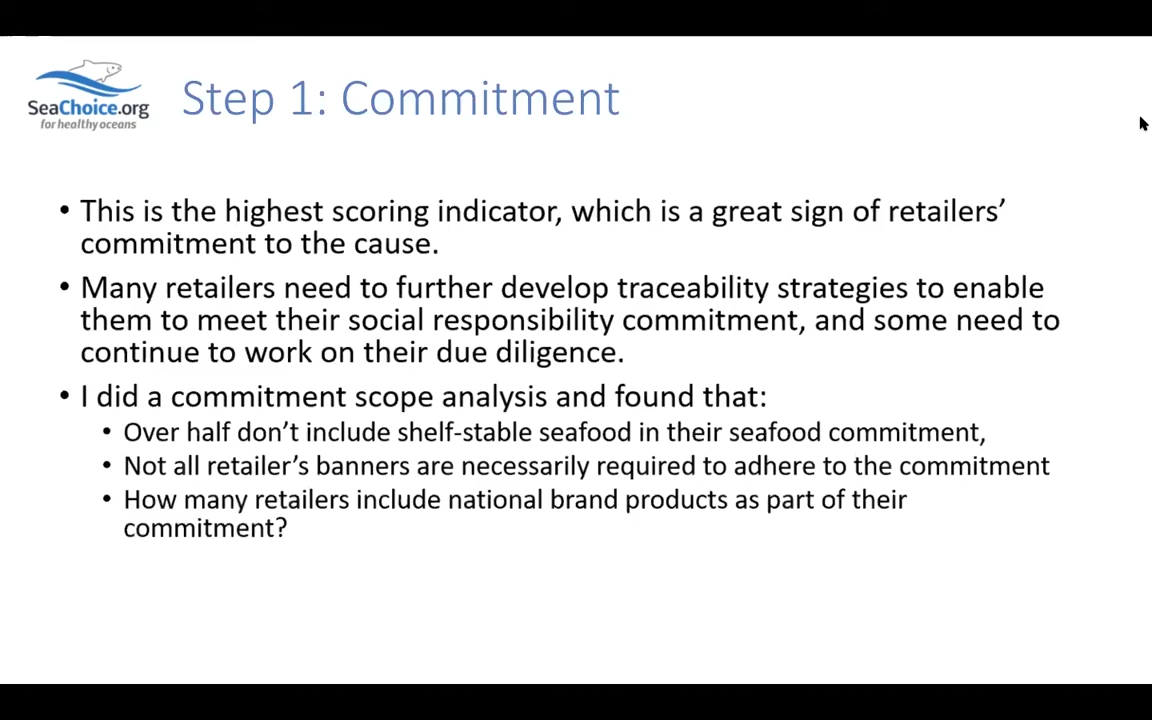 SeaChoice.org
for healthy oceans
Step 1: Commitment
• This is the highest scoring indicator, which is a great sign of retailers’
commitment to the cause.
• Many retailers need to further develop traceability strategies to enable
them to meet their social responsibility commitment, and some need to
continue to work on their due diligence.
• I did a commitment scope analysis and found that:
• Over half don’t include shelf-stable seafood in their seafood commitment,
• Not all retailer’s banners are necessarily required to adhere to the commitment
• How many retailers include national brand products as part of their
commitment?